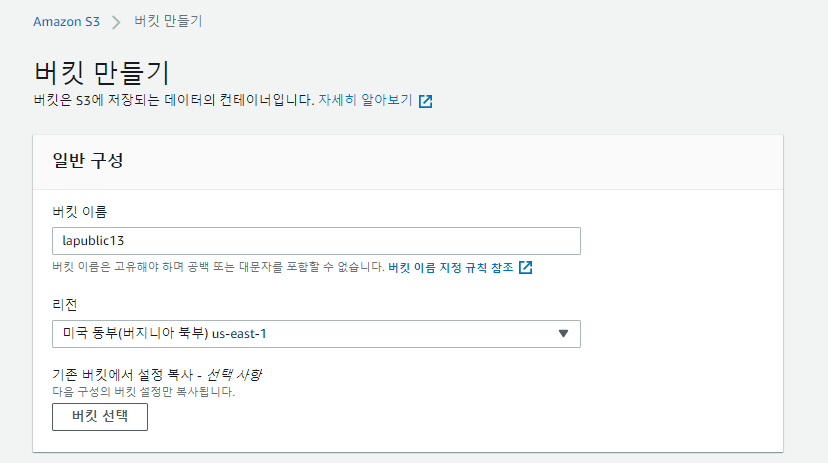 Amazon S3 > 버킷 만들기
버킷 만들기
버킷은 S3에 저장되는 데이터의 컨테이너입니다. 자세히 알아보기
일반 구성
버킷 이름
lapublic13
버킷 이름은 고유해야 하며 공백 또는 대문자를 포함할 수 없습니다. 버킷 이름 지정 규칙 참조
리전
미국 동부(버지니아 북부) us-east-1
기존 버킷에서 설정 복사 - 선택 사항
다음 구성의 버킷 설정만 복사됩니다.
버킷 선택